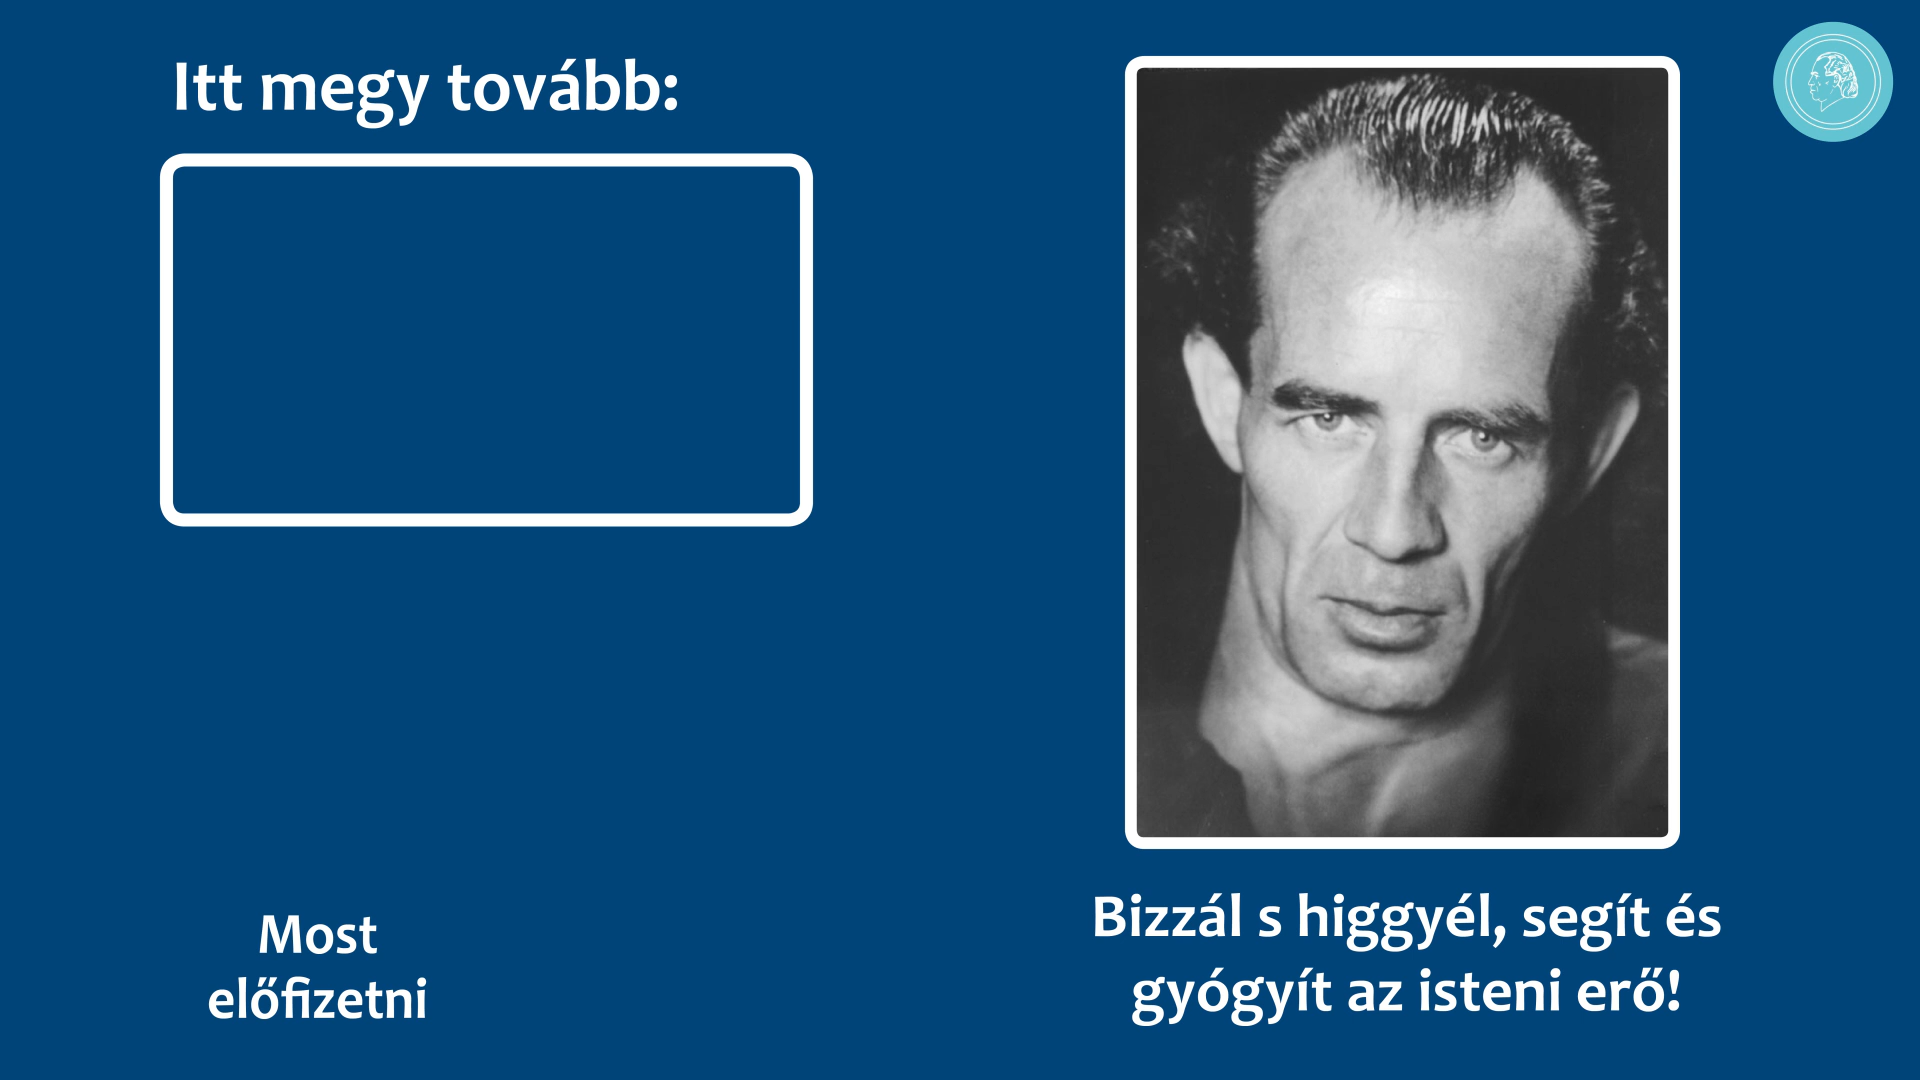 Itt megy tovább:
Most
előfizetni
Bizzál s higgyél, segít és
gyógyít az isteni erő!